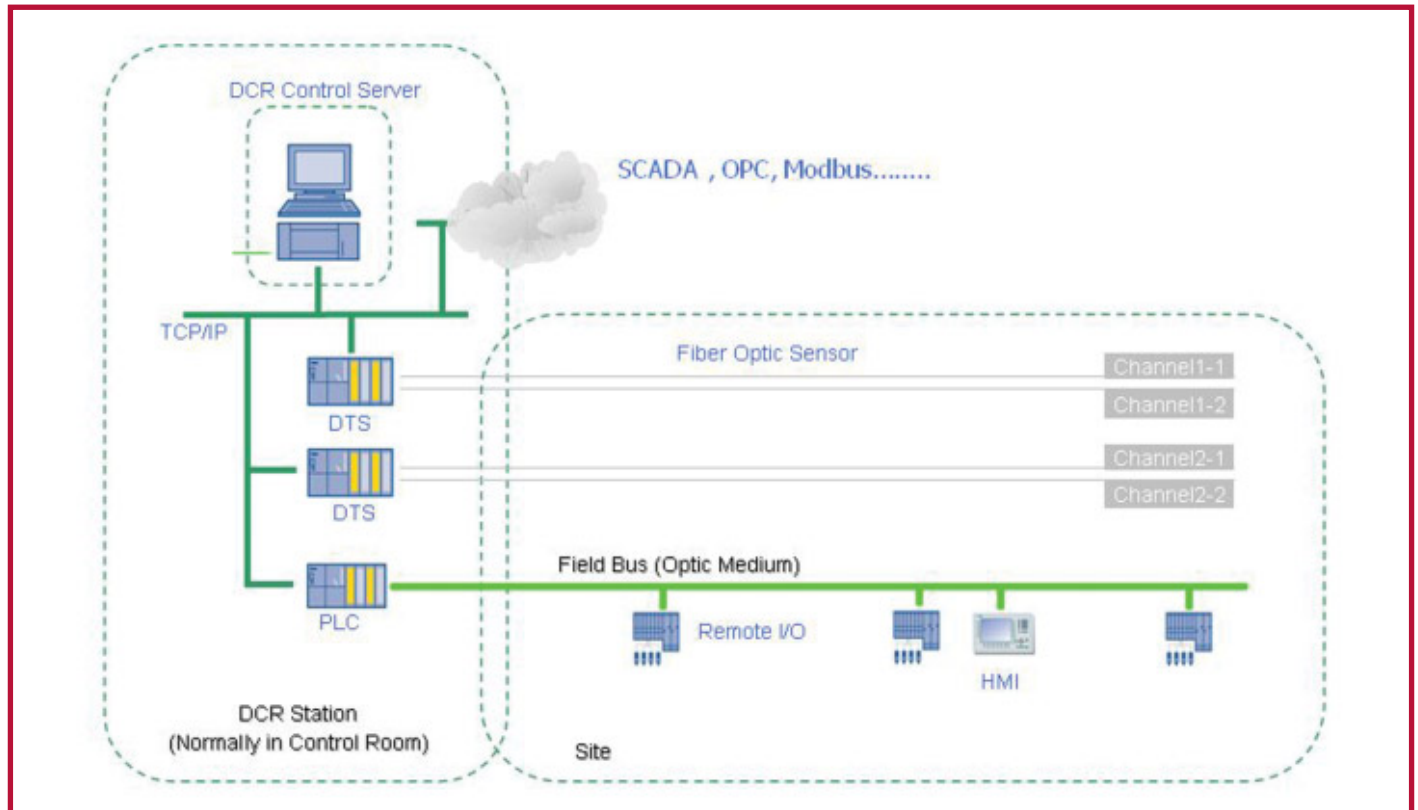 DCR Control Server
SCADA , OPC, Modbus........
TCP/IP
Fiber Optic Sensor
Channel1-1
Channel1-2
DTS
Channel2-1
Channel2-2
DTS
Field Bus (Optic Medium)
PLC
Remote I/O
HMI
DCR Station
(Normally in Control Room)
Site